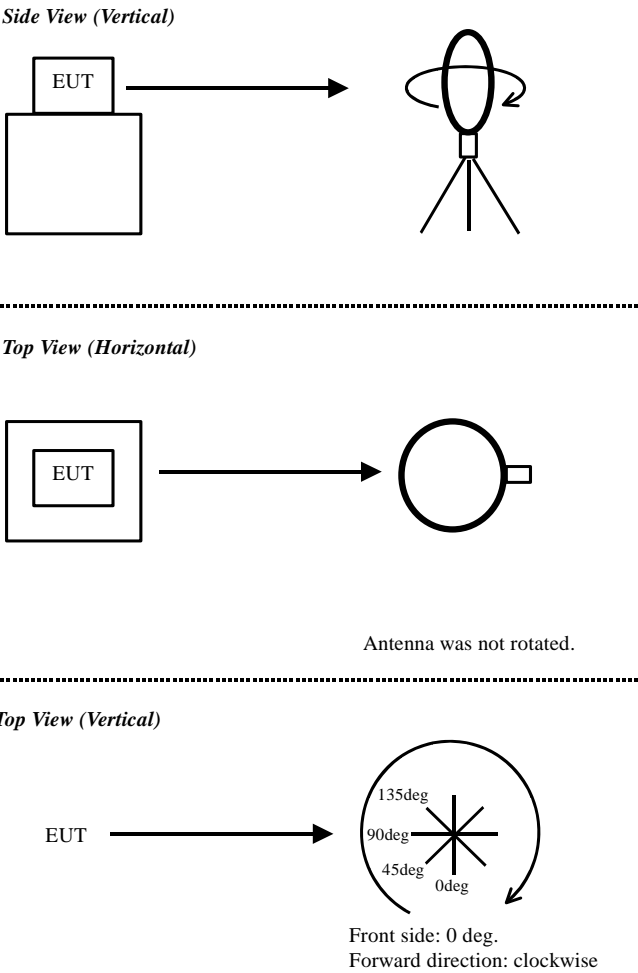 Side View (Vertical)
EUT
Top View (Horizontal)
EUT
Antenna was not rotated.
Top View (Vertical)
135deg
EUT
90deg
45deg
0deg
Front side: 0 deg.
Forward direction: clockwise